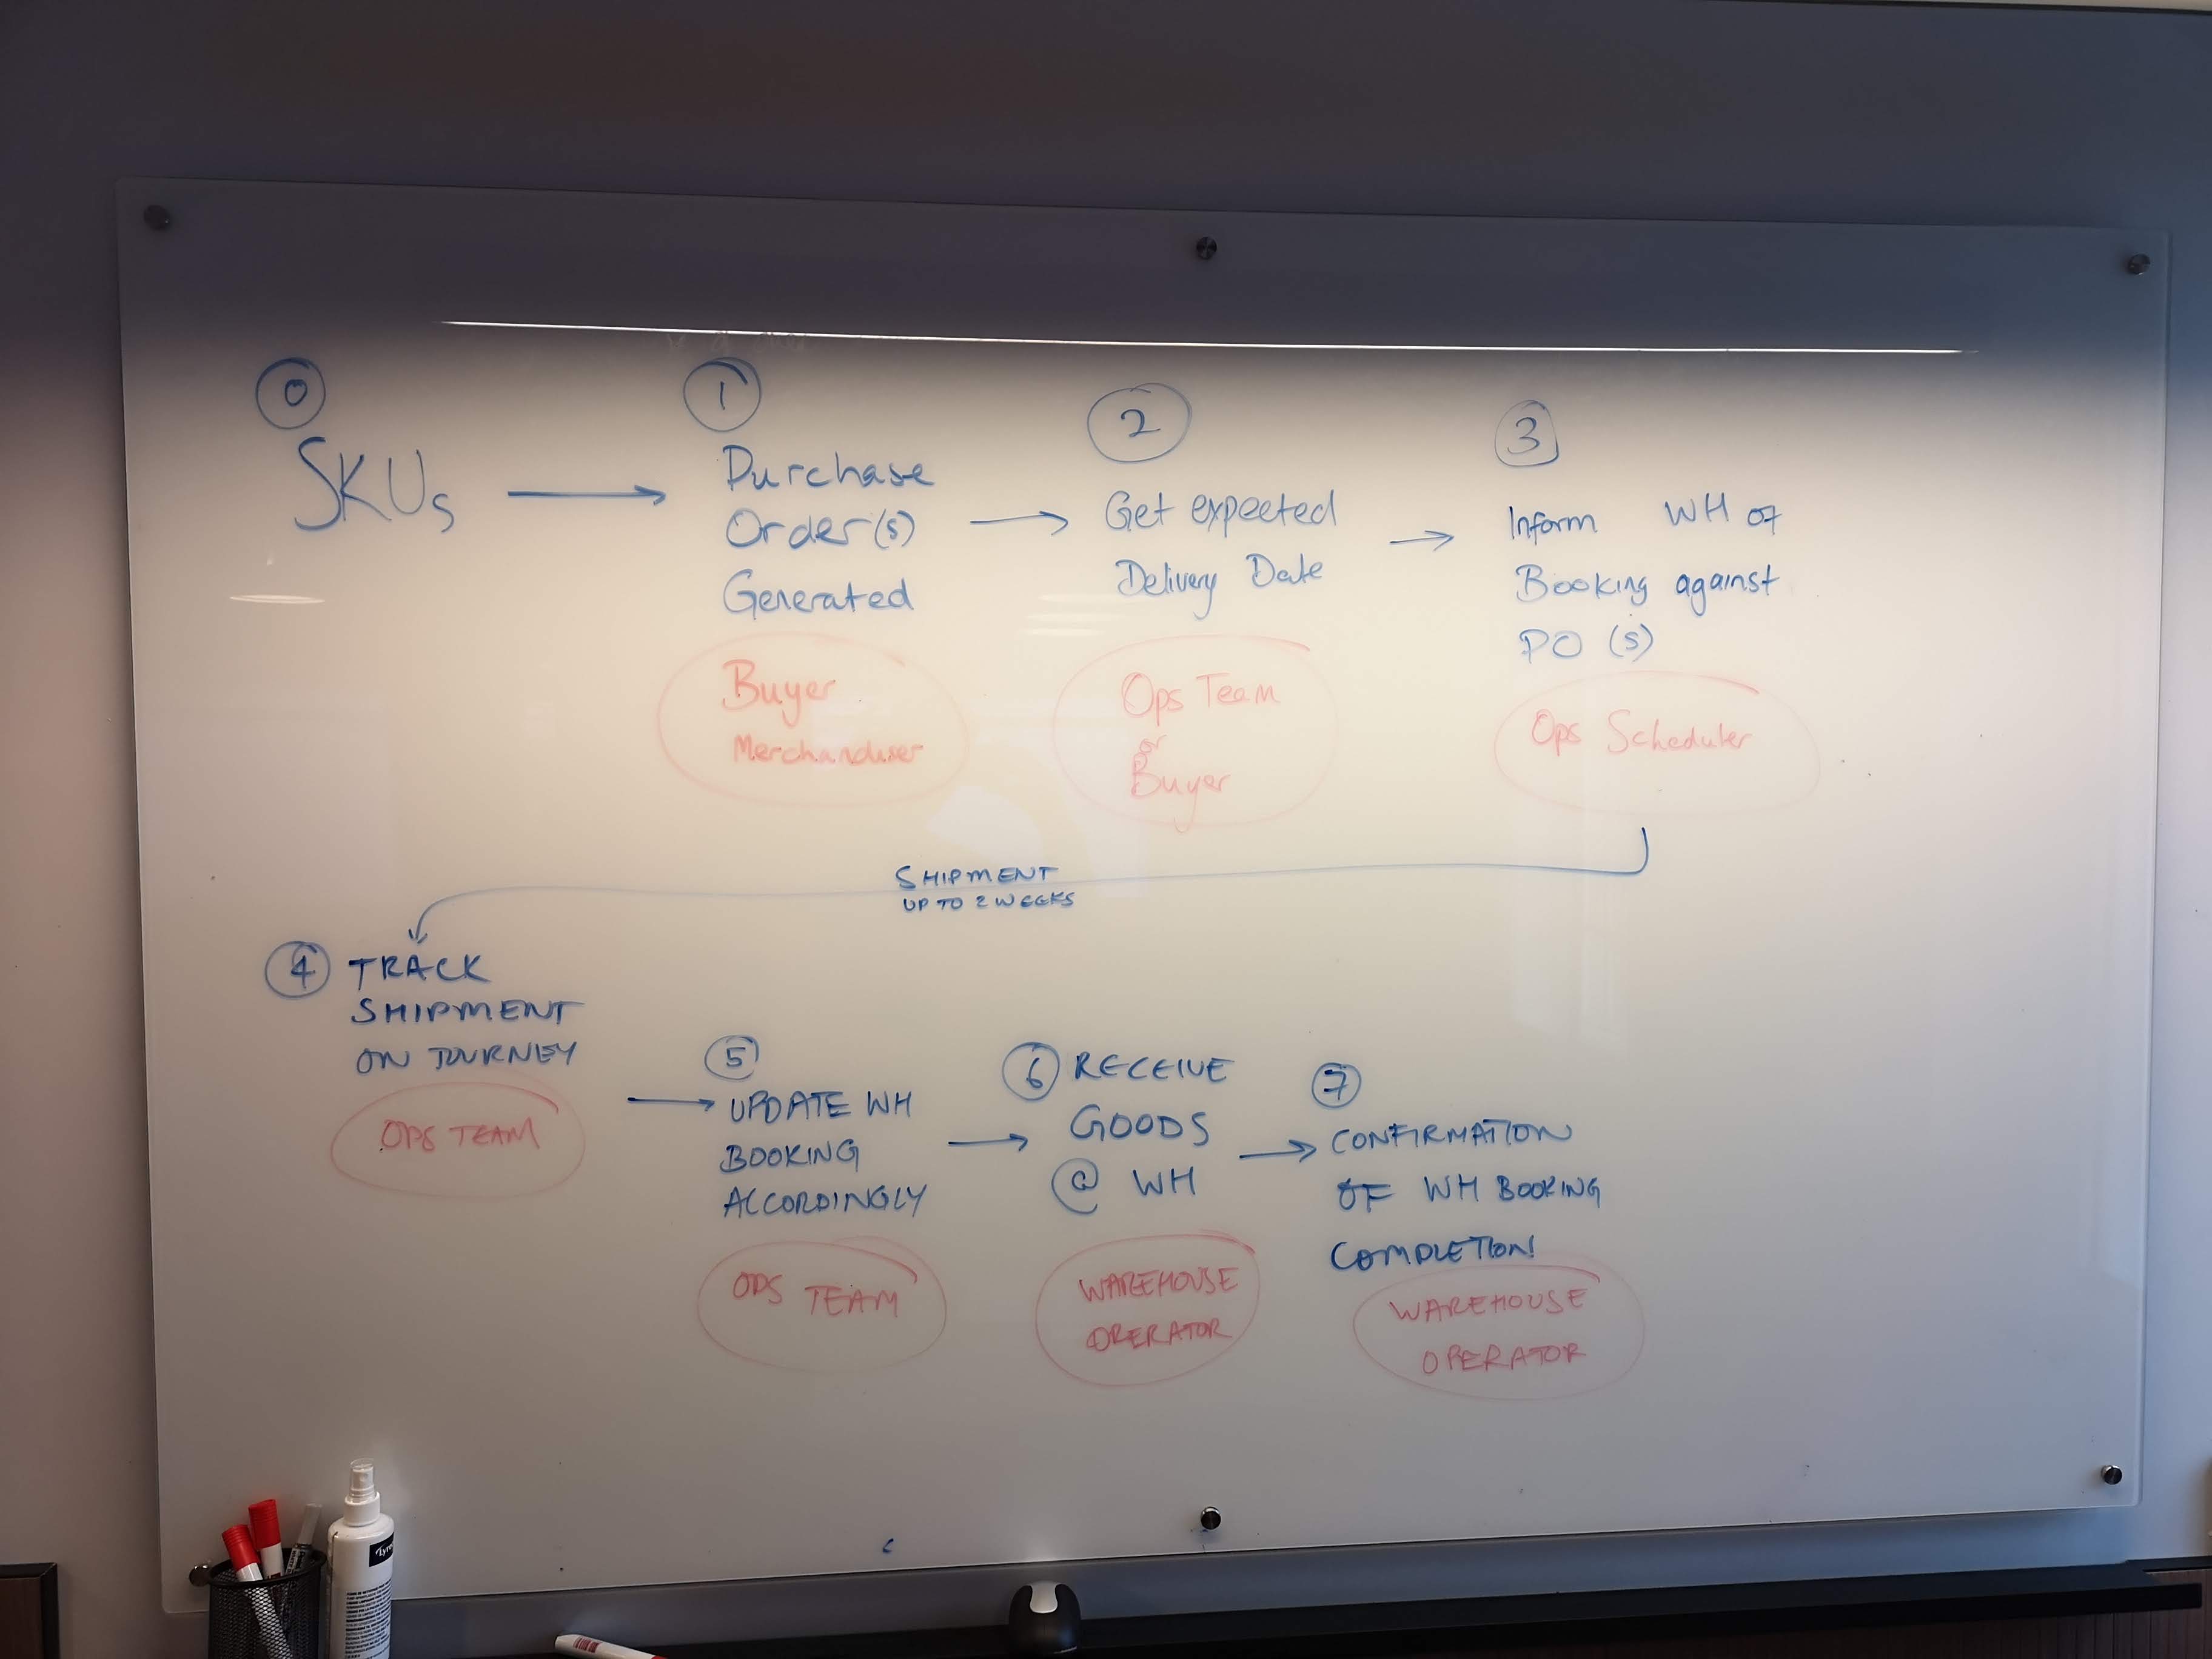 0
SKUs
1
Purchase
Order(s)
Generated
Buyer
Merchandiser
2
Get expected
Delivery Date
Ops Team
or
Buyer
3
Inform WH of
Booking against
PO (s)
Ops Scheduler
SHIPMENT
UP TO 2 WEEKS
4 TRACK
SHIPMENT
ON JOURNEY
OPS TEAM
5
UPDATE WH
BOOKING
ACCORDINGLY
OPS TEAM
6 RECEIVE
GOODS
@ WH
WAREHOUSE
OPERATOR
7
CONFIRMATION
OF WH BOOKING
COMPLETION!
WAREHOUSE
OPERATOR